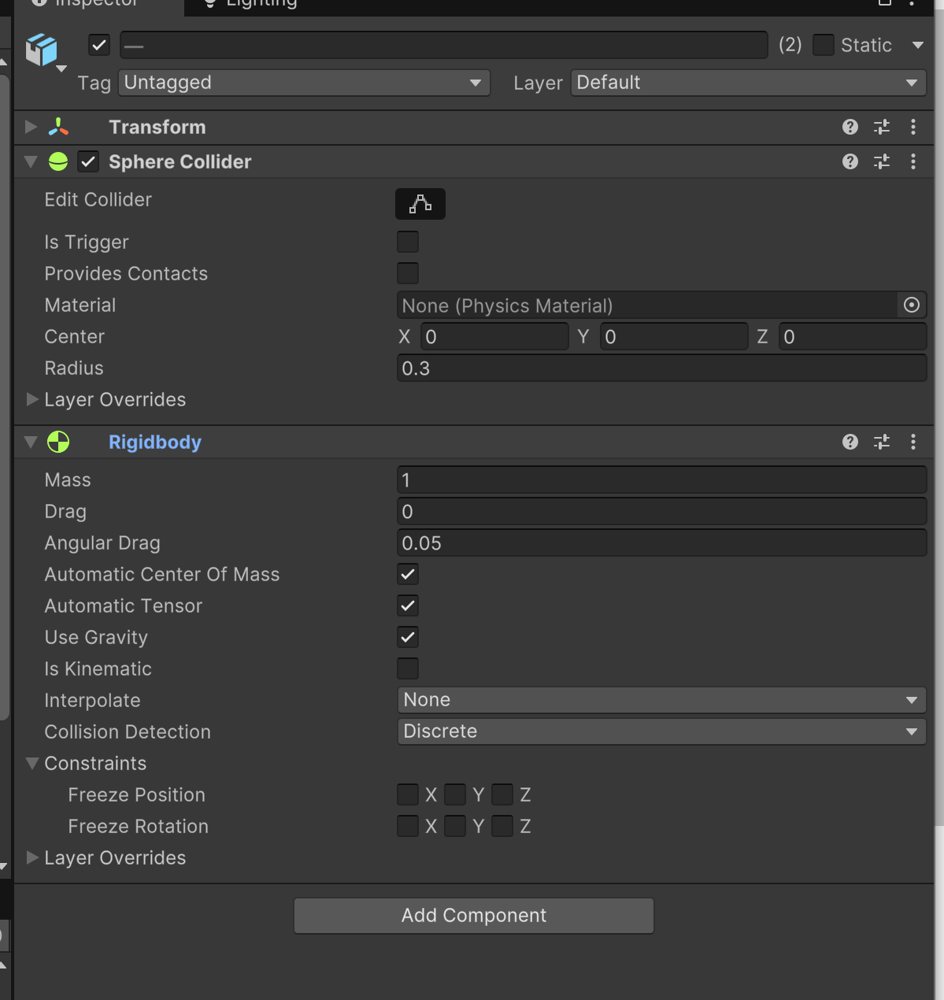 Inspector Lighting
— (2) Static
Tag Untagged Layer Default
Transform
Sphere Collider
Edit Collider
Is Trigger
Provides Contacts
Material None (Physics Material)
Center X 0 Y 0 Z 0
Radius 0.3
Layer Overrides
Rigidbody
Mass 1
Drag 0
Angular Drag 0.05
Automatic Center Of Mass
Automatic Tensor
Use Gravity
Is Kinematic
Interpolate None
Collision Detection Discrete
Constraints
Freeze Position X Y Z
Freeze Rotation X Y Z
Layer Overrides
Add Component